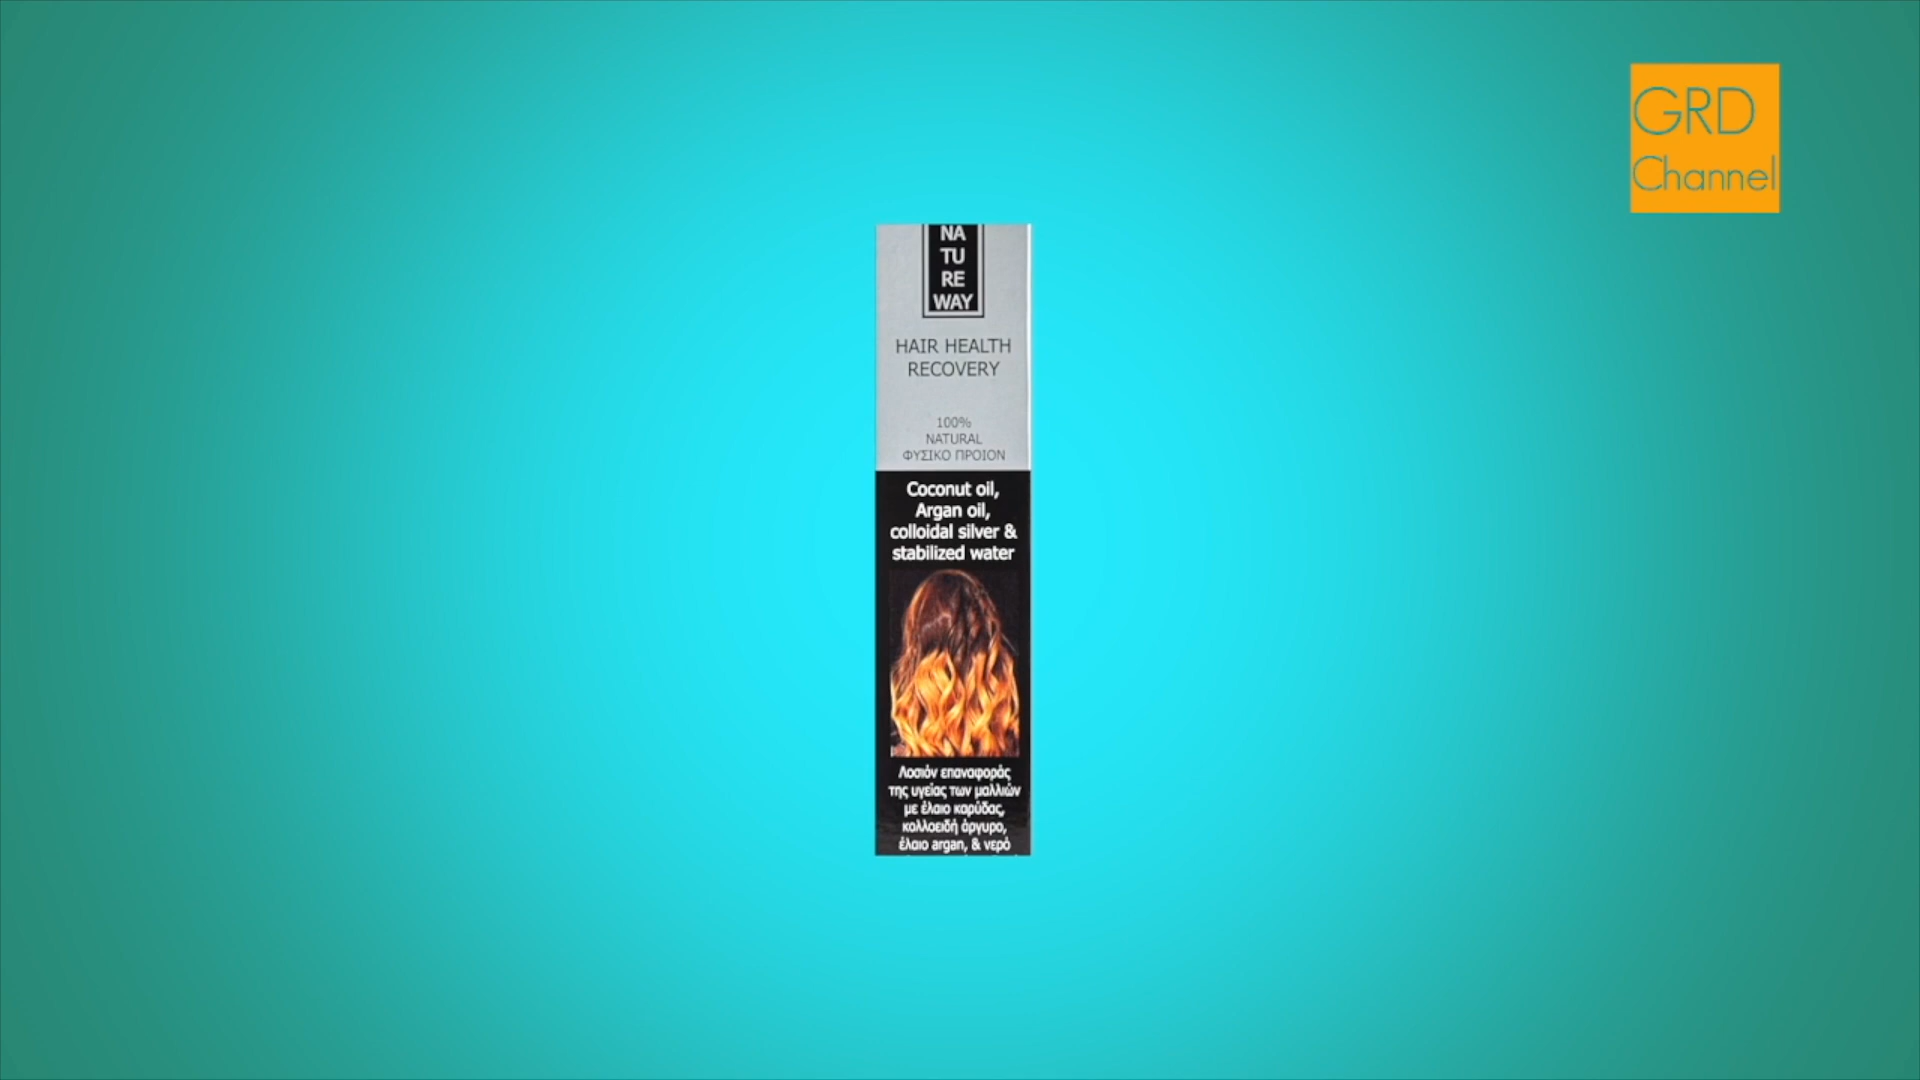 GRD
Channel
NA
TU
RE
WAY
HAIR HEALTH
RECOVERY
100%
NATURAL
ΦΥΣΙΚΟ ΠΡΟΙΟΝ
Coconut oil,
Argan oil,
colloidal silver &
stabilized water
Λοσιόν επαναφοράς
της υγείας των μαλλιών
με έλαιο καρύδας,
κολλοειδή άργυρο,
έλαιο argan, & νερό